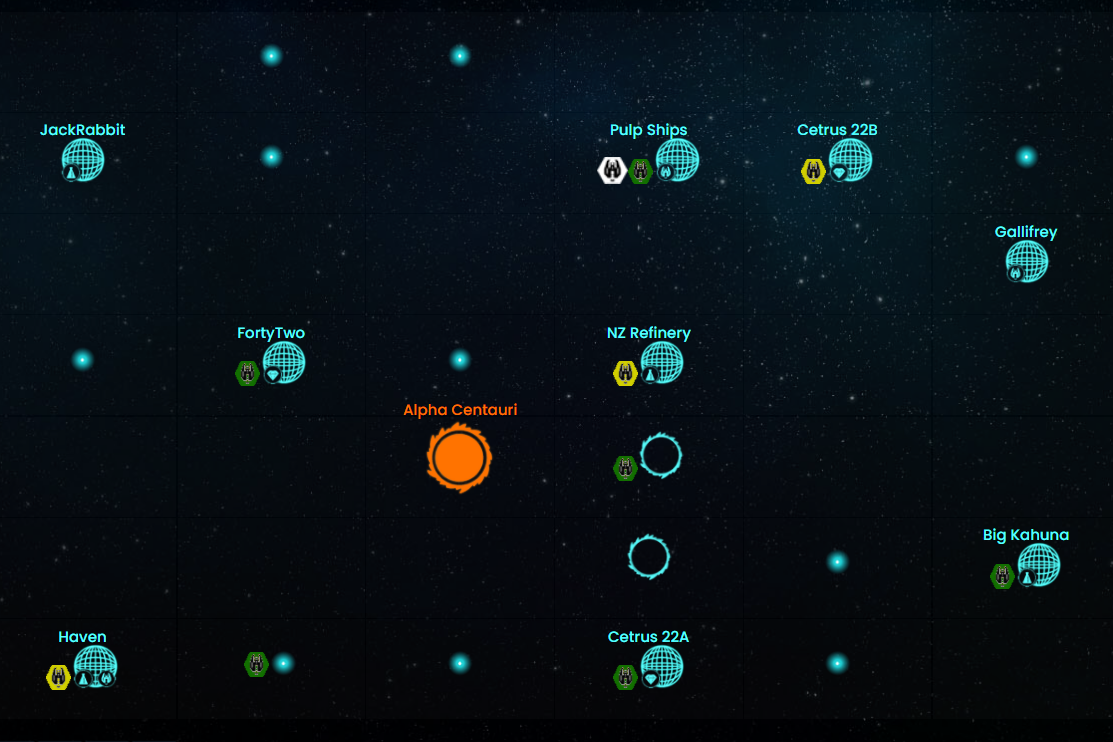 JackRabbit
Pulp Ships
Cetrus 22B
Gallifrey
FortyTwo
NZ Refinery
Alpha Centauri
Big Kahuna
Haven
Cetrus 22A